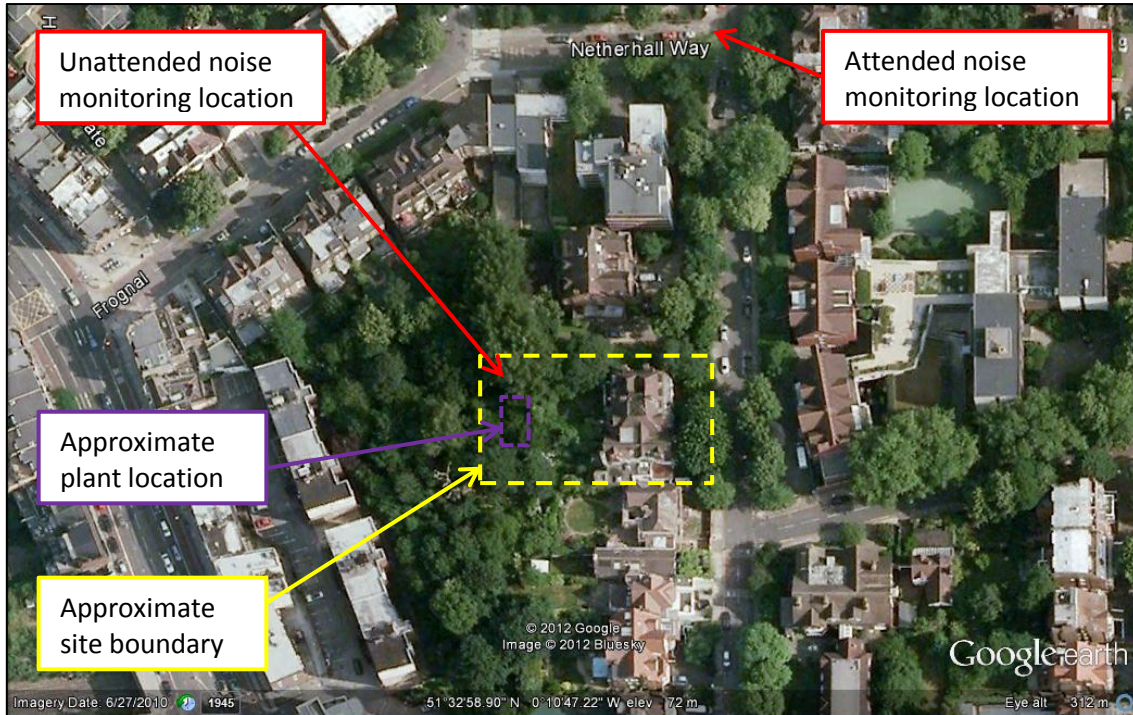 H
Unattended noise
monitoring location
Netherhall Way
Attended noise
monitoring location
ate
Frognal
Approximate
plant location
Approximate
site boundary
© 2012 Google
Image © 2012 Bluesky
Google earth
Imagery Date: 6/27/2010 1945 51°32'58.90" N 0°10'47.22" W elev 72 m Eye alt 312 m